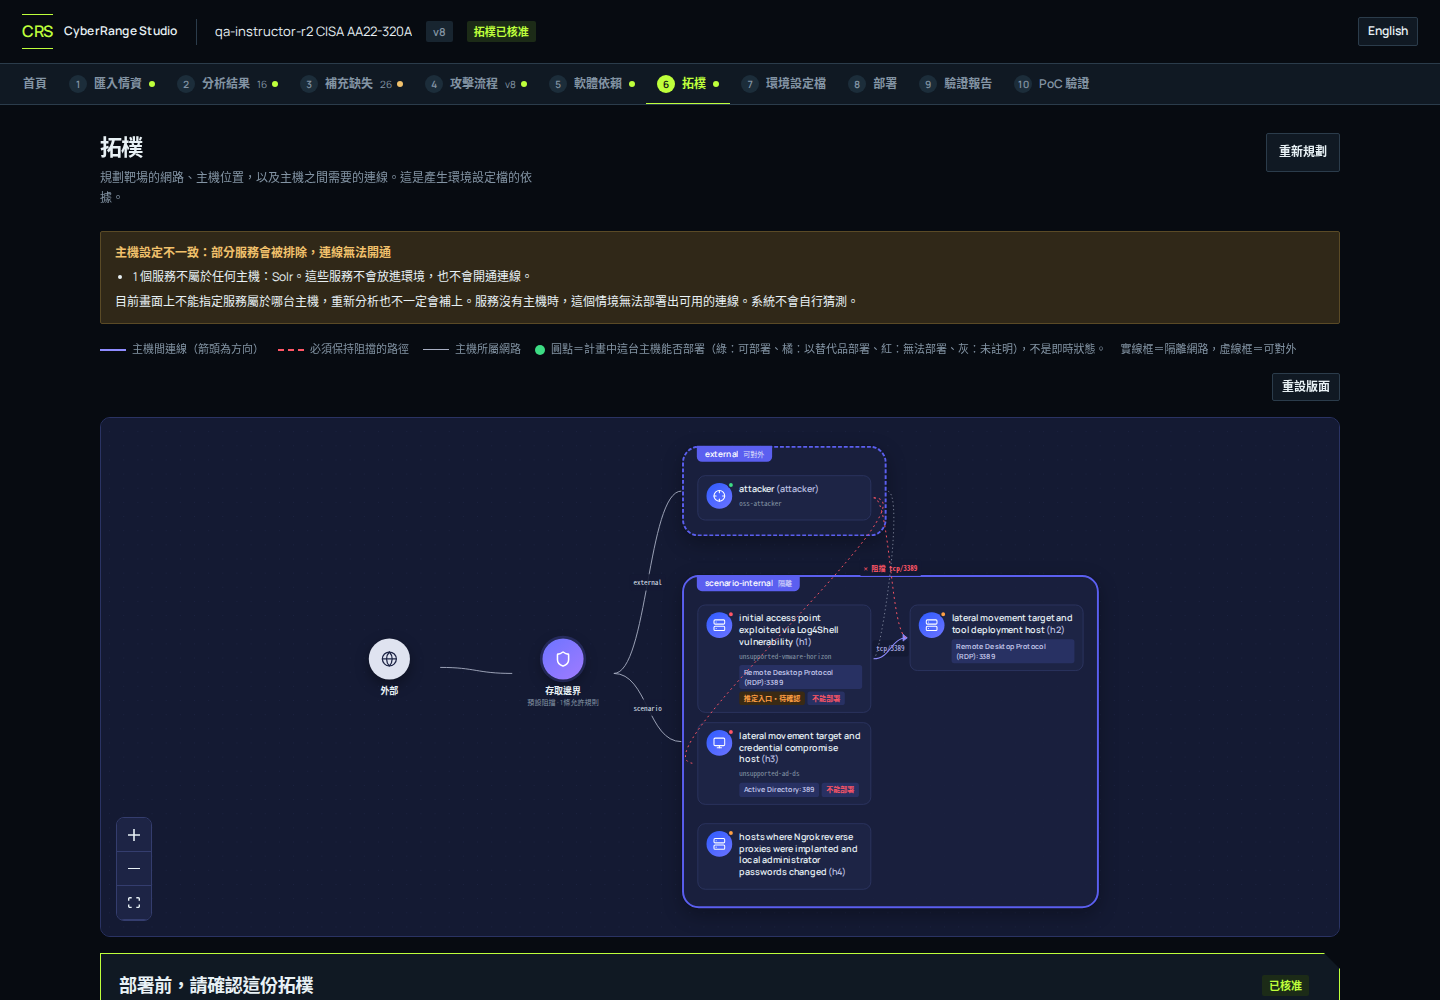 CRS CyberRange Studio qa-instructor-r2 CISA AA22-320A v8 拓樸已核准 English
首頁 1 匯入情資 2 分析結果 16 3 補充缺失 26 4 攻擊流程 v8 5 軟體依賴 6 拓樸 7 環境設定檔 8 部署 9 驗證報告 10 PoC 驗證
拓樸
重新規劃
規劃靶場的網路、主機位置,以及主機之間需要的連線。這是產生環境設定檔的依
據。
主機設定不一致:部分服務會被排除,連線無法開通
• 1 個服務不屬於任何主機:Solr。這些服務不會放進環境,也不會開通連線。
目前畫面上不能指定服務屬於哪台主機,重新分析也不一定會補上。服務沒有主機時,這個情境無法部署出可用的連線。系統不會自行猜測。
主機間連線(箭頭為方向) 必須保持阻擋的路徑 主機所屬網路 圓點=計畫中這台主機能否部署(綠:可部署、橘:以替代品部署、紅:無法部署、灰:未註明),不是即時狀態。 實線框=隔離網路,虛線框=可對外
重設版面
external 可對外
attacker (attacker)
oss-attacker
external
× 阻擋 tcp/3389
scenario-internal 隔離
initial access point
exploited via Log4Shell
vulnerability (h1)
unsupported-vmware-horizon
Remote Desktop Protocol
(RDP):3389
推定入口・待確認 不能部署
tcp/3389
lateral movement target and
tool deployment host (h2)
Remote Desktop Protocol
(RDP):3389
外部
存取邊界
預設阻擋· 1條允許規則
scenario
lateral movement target and
credential compromise
host (h3)
unsupported-ad-ds
Active Directory:389 不能部署
hosts where Ngrok reverse
proxies were implanted and
local administrator
passwords changed (h4)
部署前,請確認這份拓樸
已核准